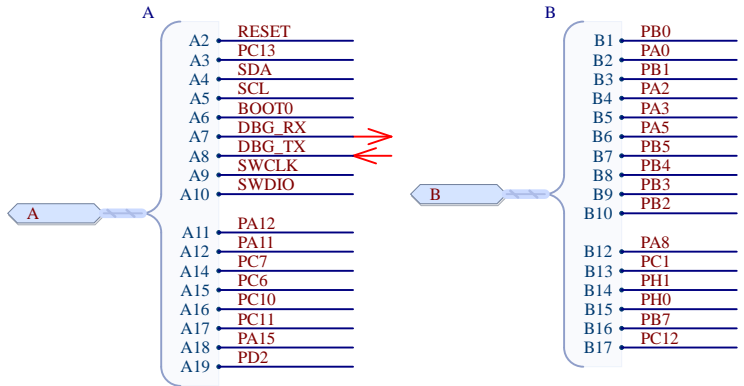 A
A2 RESET
A3 PC13
A4 SDA
A5 SCL
A6 BOOT0
A7 DBG_RX
A8 DBG_TX
A9 SWCLK
A10 SWDIO
A
A11 PA12
A12 PA11
A14 PC7
A15 PC6
A16 PC10
A17 PC11
A18 PA15
A19 PD2
B
B1 PB0
B2 PA0
B3 PB1
B4 PA2
B5 PA3
B6 PA5
B7 PB5
B8 PB4
B9 PB3
B10 PB2
B
B12 PA8
B13 PC1
B14 PH1
B15 PH0
B16 PB7
B17 PC12